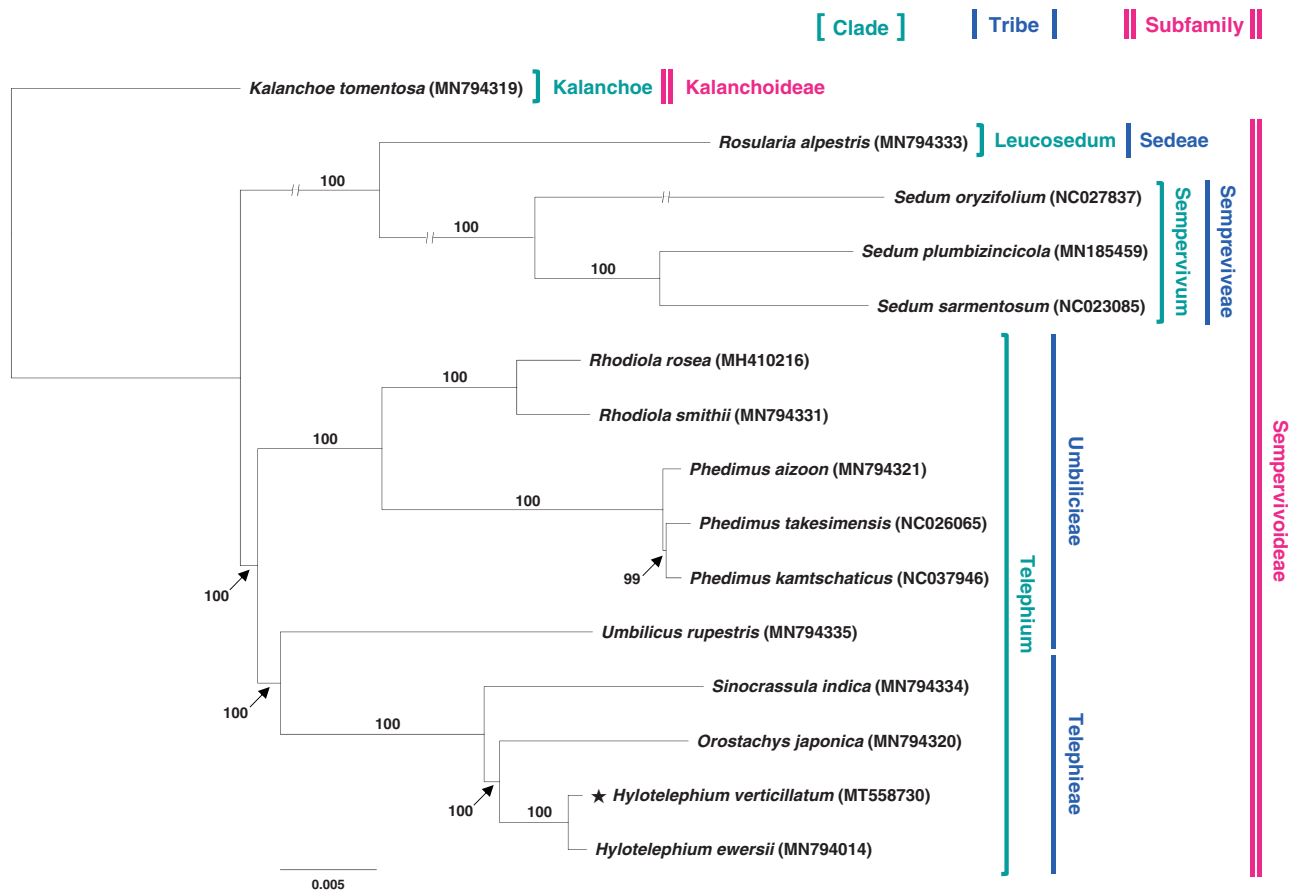 [ Clade ] Tribe Subfamily
Kalanchoe tomentosa (MN794319) Kalanchoe Kalanchoideae
Rosularia alpestris (MN794333) Leucosedum Sedeae
100
Sedum oryzifolium (NC027837)
100
Sedum plumbizincicola (MN185459)
100
Sedum sarmentosum (NC023085)
Sempervivum
Sempreviveae
Rhodiola rosea (MH410216)
100
Rhodiola smithii (MN794331)
100
Phedimus aizoon (MN794321)
100
Phedimus takesimensis (NC026065)
99
Phedimus kamtschaticus (NC037946)
100
Umbilicus rupestris (MN794335)
Umbilicieae
Telephium
Sempervivoideae
Sinocrassula indica (MN794334)
100
100
Orostachys japonica (MN794320)
★ Hylotelephium verticillatum (MT558730)
100
100
Hylotelephium ewersii (MN794014)
Telephieae
0.005